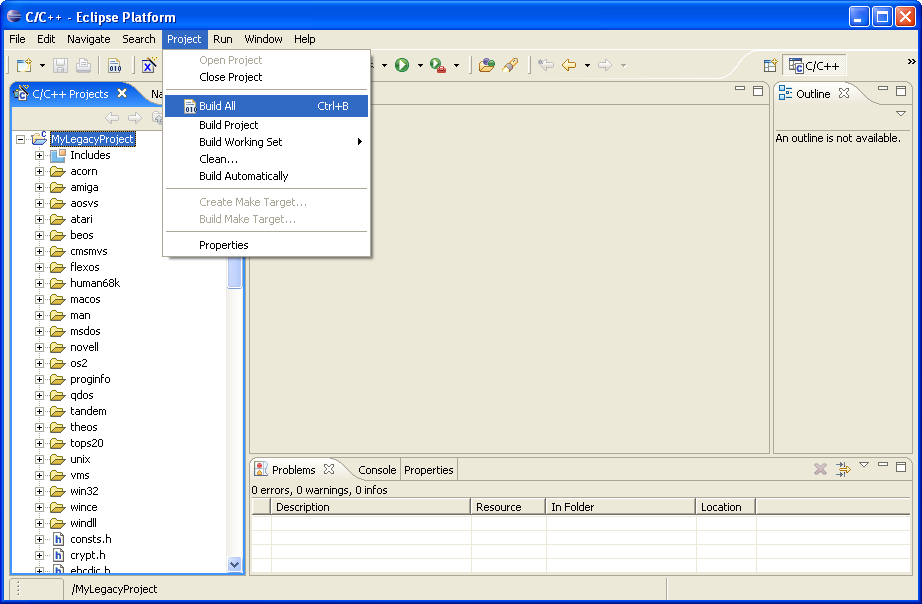 C/C++ - Eclipse Platform
File Edit Navigate Search Project Run Window Help
C/C++
C/C++ Projects
Na
Open Project
Close Project
Build All Ctrl+B
Build Project
Build Working Set
Clean...
Build Automatically
Create Make Target...
Build Make Target...
Properties
MyLegacyProject
Includes
acorn
amiga
aosvs
atari
beos
cmsmvs
flexos
human68k
macos
man
msdos
novell
os2
proginfo
qdos
tandem
theos
tops20
unix
vms
win32
wince
windll
consts.h
crypt.h
ebcdic.h
Outline
An outline is not available.
Problems Console Properties
0 errors, 0 warnings, 0 infos
Description Resource In Folder Location
/MyLegacyProject